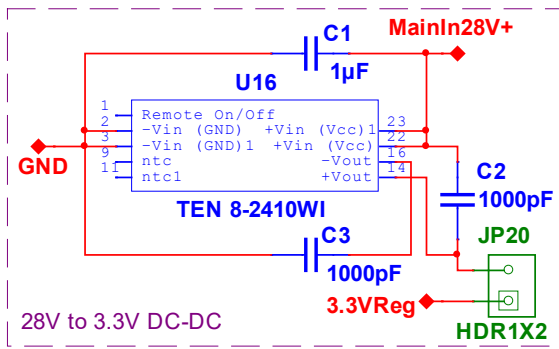 C1
1µF
MainIn28V+
U16
1 Remote On/Off
2 -Vin (GND) +Vin (Vcc)1 23
3 -Vin (GND)1 +Vin (Vcc) 22
9 ntc -Vout 16
11 ntc1 +Vout 14
GND
TEN 8-2410WI
C2
1000pF
C3
1000pF
JP20
3.3VReg
HDR1X2
28V to 3.3V DC-DC